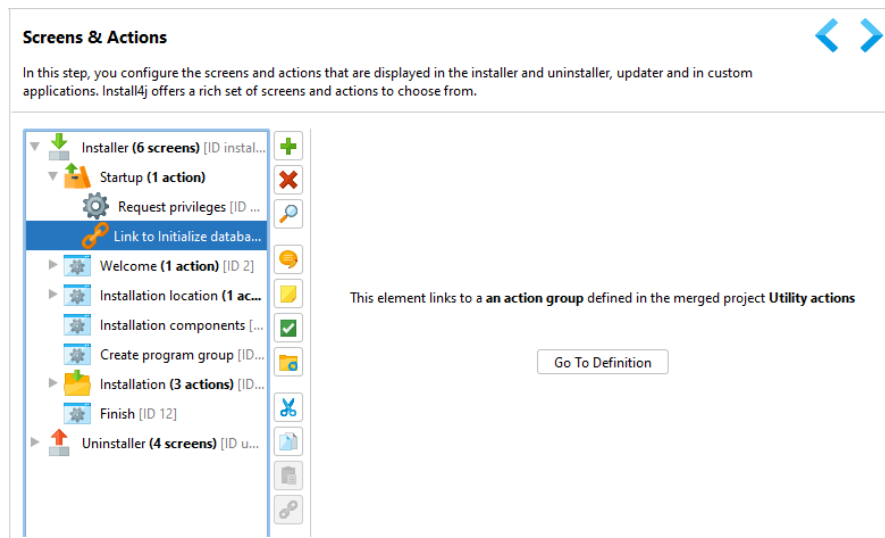 Screens & Actions
In this step, you configure the screens and actions that are displayed in the installer and uninstaller, updater and in custom
applications. Install4j offers a rich set of screens and actions to choose from.
Installer (6 screens) [ID instal...
Startup (1 action)
Request privileges [ID ...
Link to Initialize databa...
Welcome (1 action) [ID 2]
Installation location (1 ac...
Installation components [...
Create program group [ID...
Installation (3 actions) [ID...
Finish [ID 12]
Uninstaller (4 screens) [ID u...
This element links to a an action group defined in the merged project Utility actions
Go To Definition